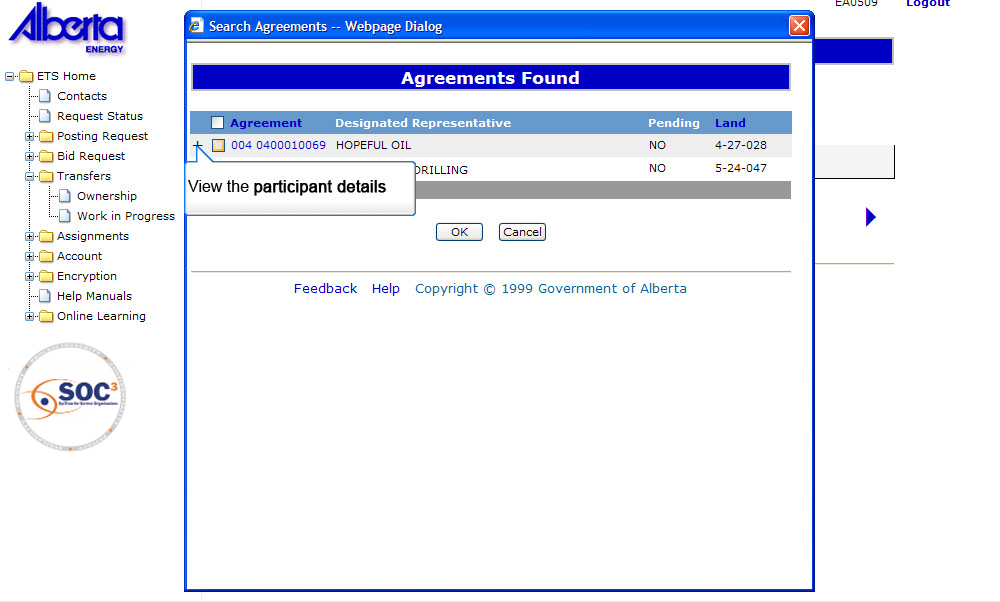 EA0509 Logout
Alberta
ENERGY
ETS Home
Contacts
Request Status
Posting Request
Bid Request
Transfers
Ownership
Work in Progress
Assignments
Account
Encryption
Help Manuals
Online Learning
SOC3
Search Agreements -- Webpage Dialog
Agreements Found
Agreement Designated Representative Pending Land
004 0400010069 HOPEFUL OIL NO 4-27-028
DRILLING NO 5-24-047
View the participant details
OK Cancel
Feedback Help Copyright © 1999 Government of Alberta